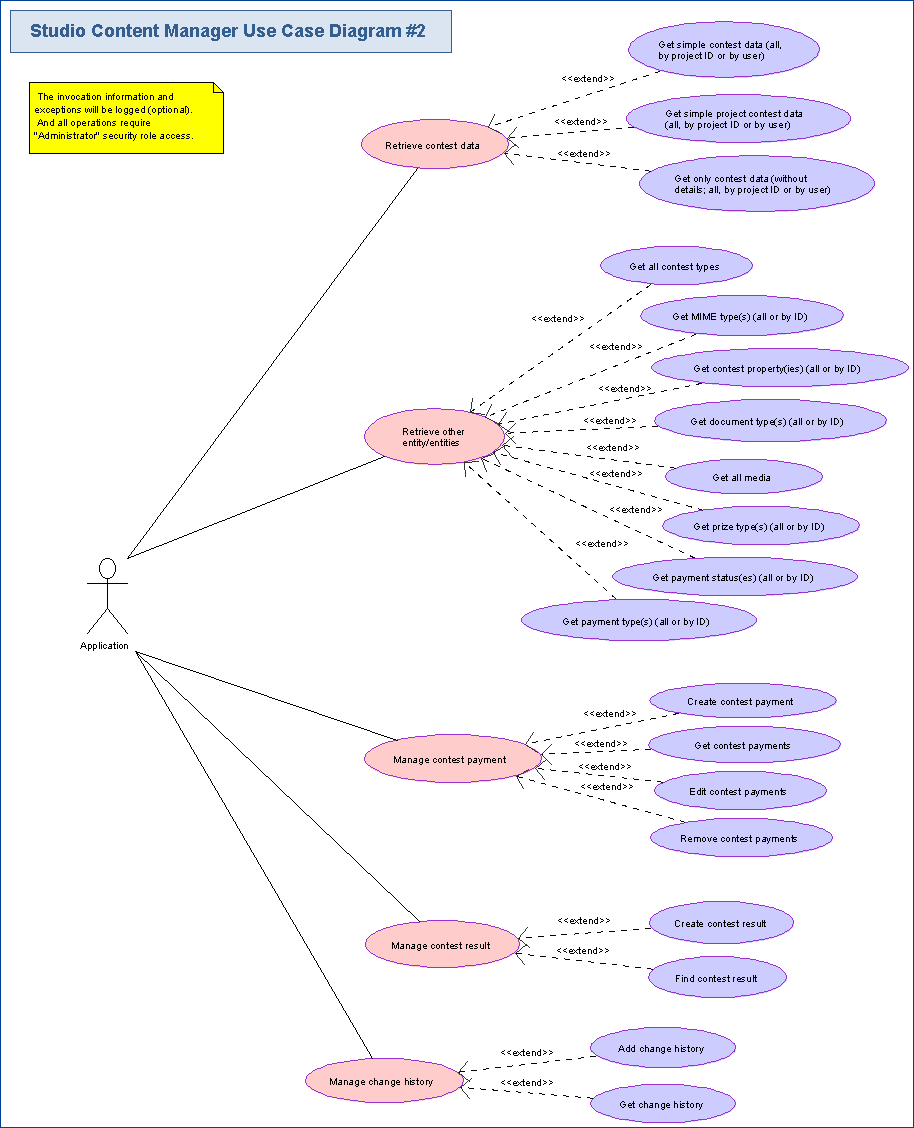 Studio Content Manager Use Case Diagram #2
The invocation information and
exceptions will be logged (optional).
And all operations require
"Administrator" security role access.
Get simple contest data (all,
by project ID or by user)
<<extend>>
Get simple project contest data
(all, by project ID or by user)
<<extend>>
Retrieve contest data
<<extend>>
Get only contest data (without
details; all, by project ID or by user)
Get all contest types
<<extend>>
Get MIME type(s) (all or by ID)
<<extend>>
Get contest property(ies) (all or by ID)
<<extend>>
Get document type(s) (all or by ID)
<<extend>>
Retrieve other
entity/entities
<<extend>>
Get all media
<<extend>>
Get prize type(s) (all or by ID)
<<extend>>
Get payment status(es) (all or by ID)
<<extend>>
Get payment type(s) (all or by ID)
Application
Create contest payment
<<extend>>
Get contest payments
<<extend>>
Manage contest payment
<<extend>>
Edit contest payments
<<extend>>
Remove contest payments
<<extend>>
Create contest result
Manage contest result
<<extend>>
Find contest result
<<extend>>
Add change history
Manage change history
<<extend>>
Get change history